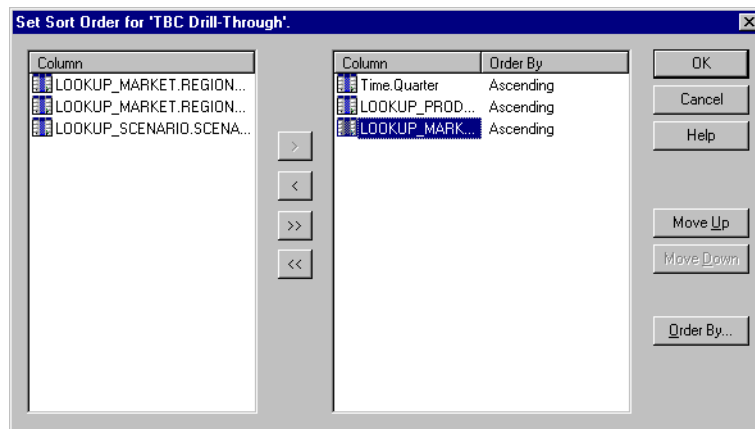 Set Sort Order for 'TBC Drill-Through'.
Column
LOOKUP_MARKET.REGION...
LOOKUP_MARKET.REGION...
LOOKUP_SCENARIO.SCENA...
>
<
>>
<<
Column Order By
Time.Quarter Ascending
LOOKUP_PROD... Ascending
LOOKUP_MARK... Ascending
OK
Cancel
Help
Move Up
Move Down
Order By...